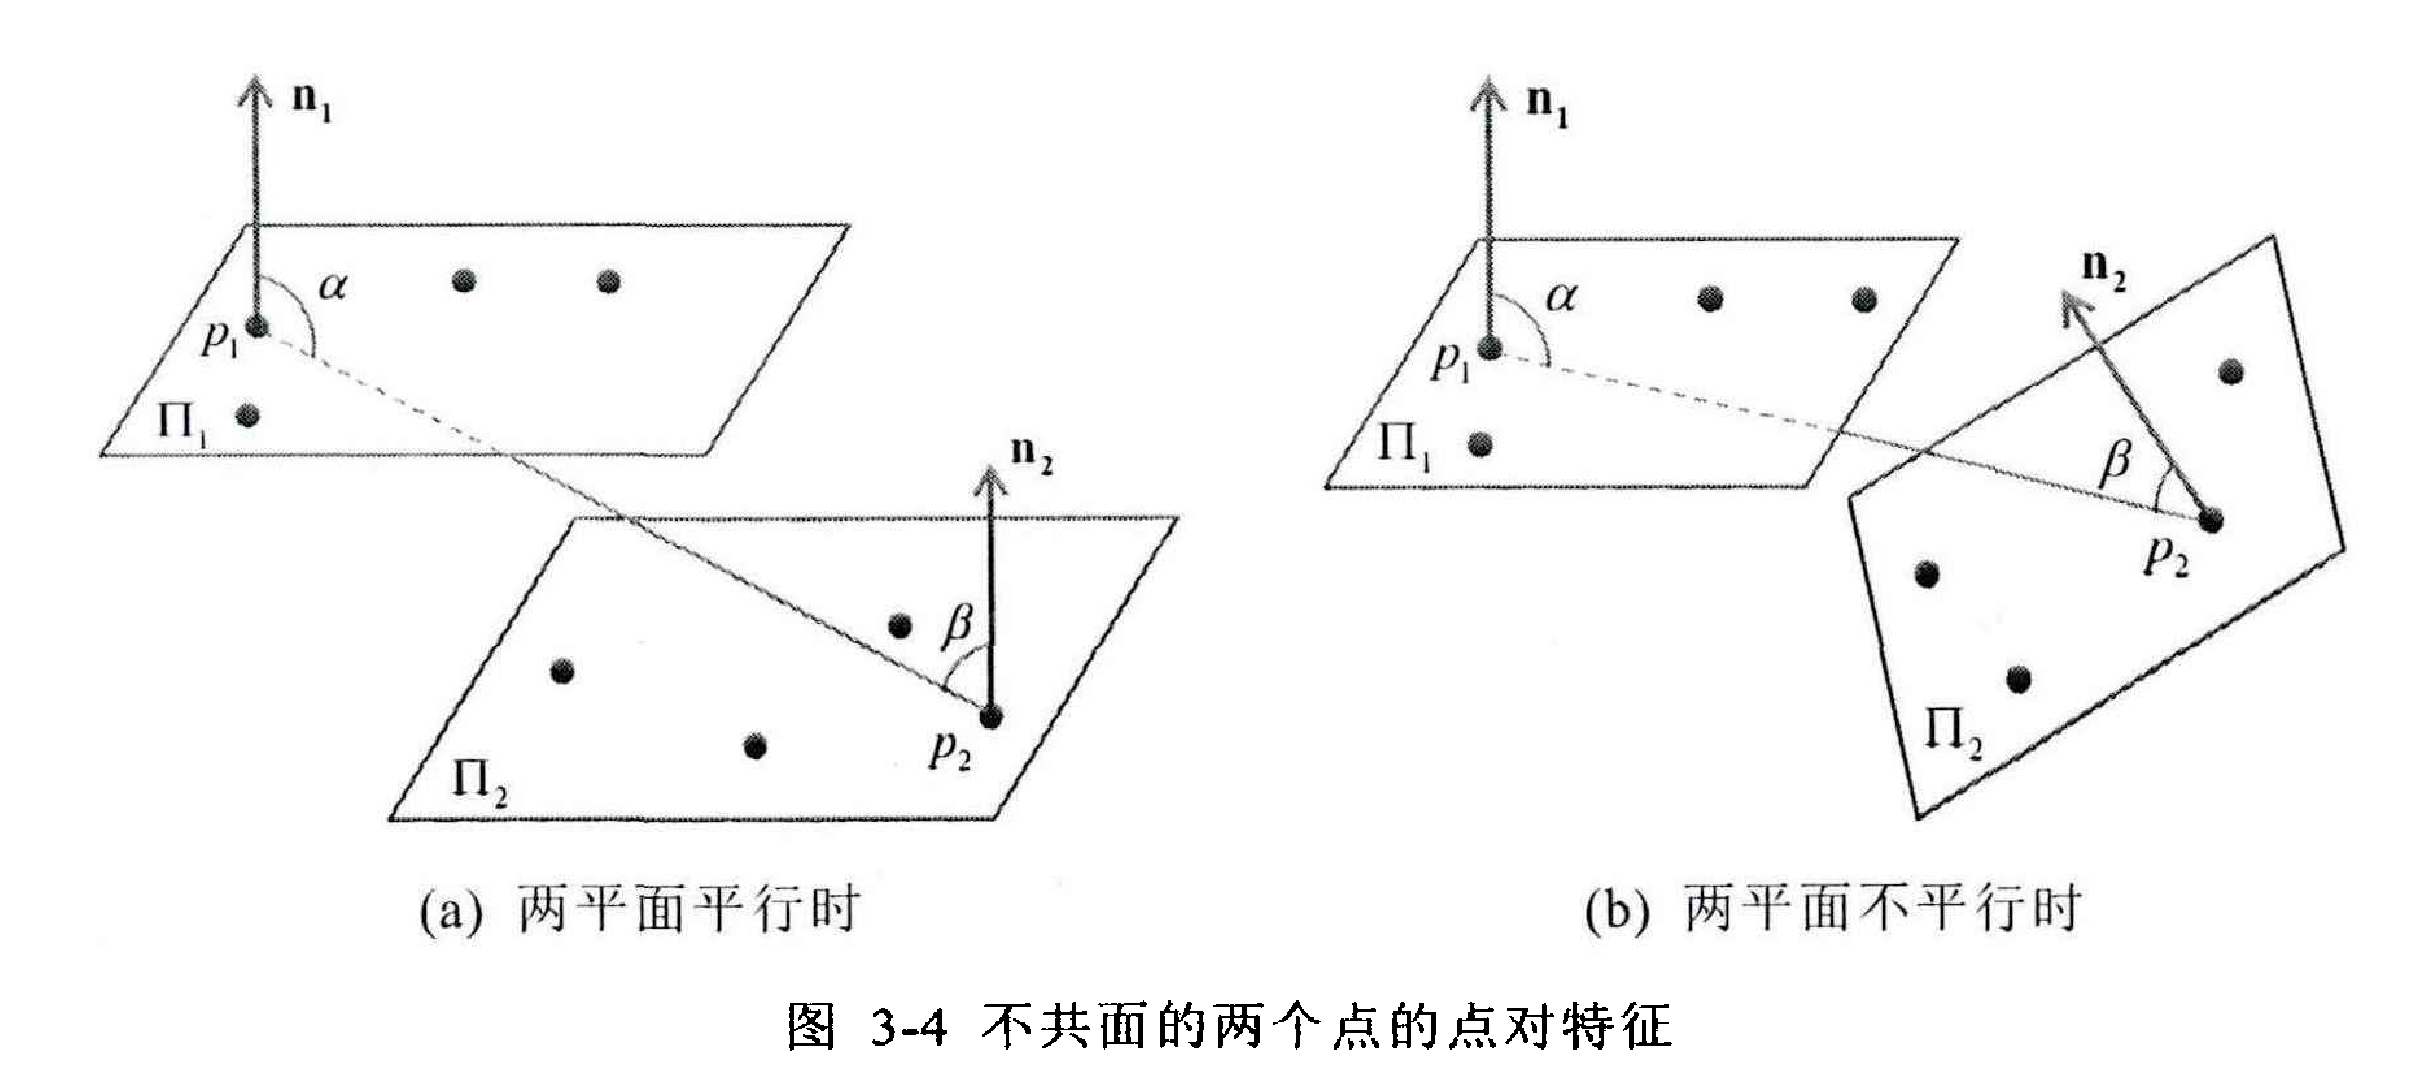 n₁
α
p₁
Π₁
n₂
β
p₂
Π₂
(a) 两平面平行时
n₁
α
p₁
Π₁
n₂
β
p₂
Π₂
(b) 两平面不平行时
图 3-4 不共面的两个点的点对特征